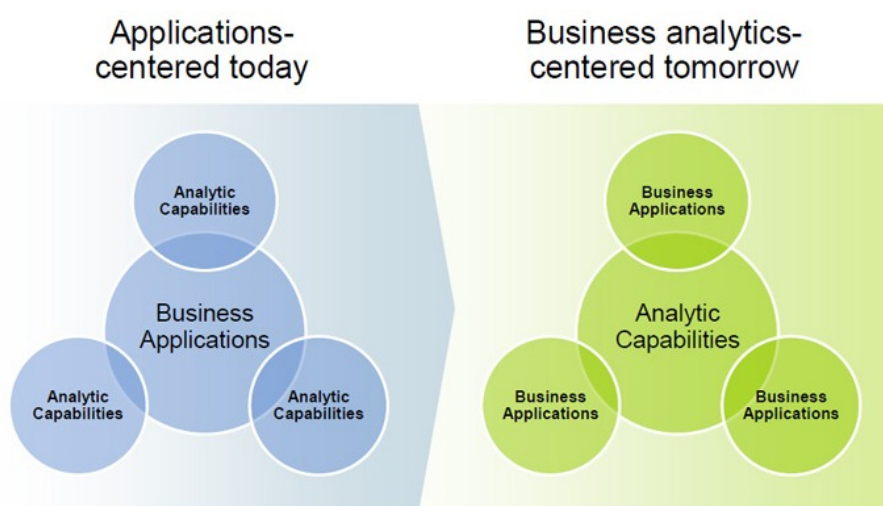 Applications-
centered today
Business analytics-
centered tomorrow
Analytic
Capabilities
Business
Applications
Analytic
Capabilities
Analytic
Capabilities
Business
Applications
Analytic
Capabilities
Business
Applications
Business
Applications